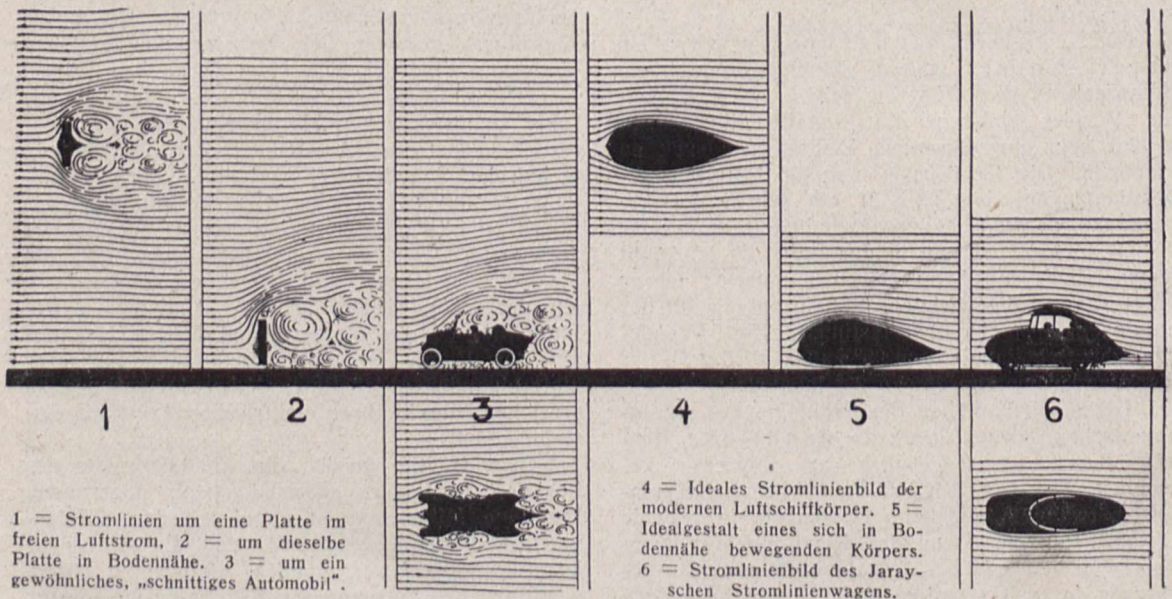 1 2 3 4 5 6
1 = Stromlinien um eine Platte im
freien Luftstrom, 2 = um dieselbe
Platte in Bodennähe. 3 = um ein
gewöhnliches, „schnittiges Automobil“.
4 = Ideales Stromlinienbild der
modernen Luftschiffkörper. 5 =
Idealgestalt eines sich in Bo-
dennähe bewegenden Körpers.
6 = Stromlinienbild des Jaray-
schen Stromlinienwagens.